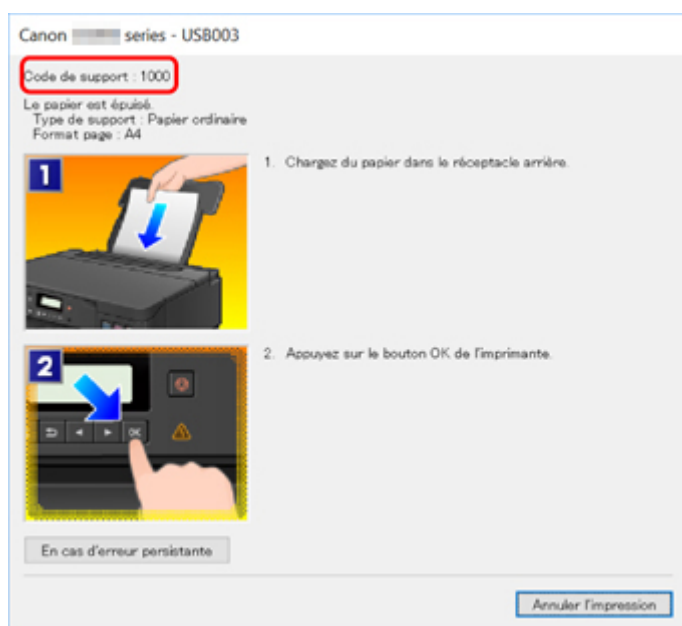 Canon series - USB003
Code de support : 1000
Le papier est épuisé.
Type de support : Papier ordinaire
Format page : A4
1
1. Chargez du papier dans le réceptacle arrière.
2
2. Appuyez sur le bouton OK de l'imprimante.
OK
En cas d'erreur persistante
Annuler l'impression